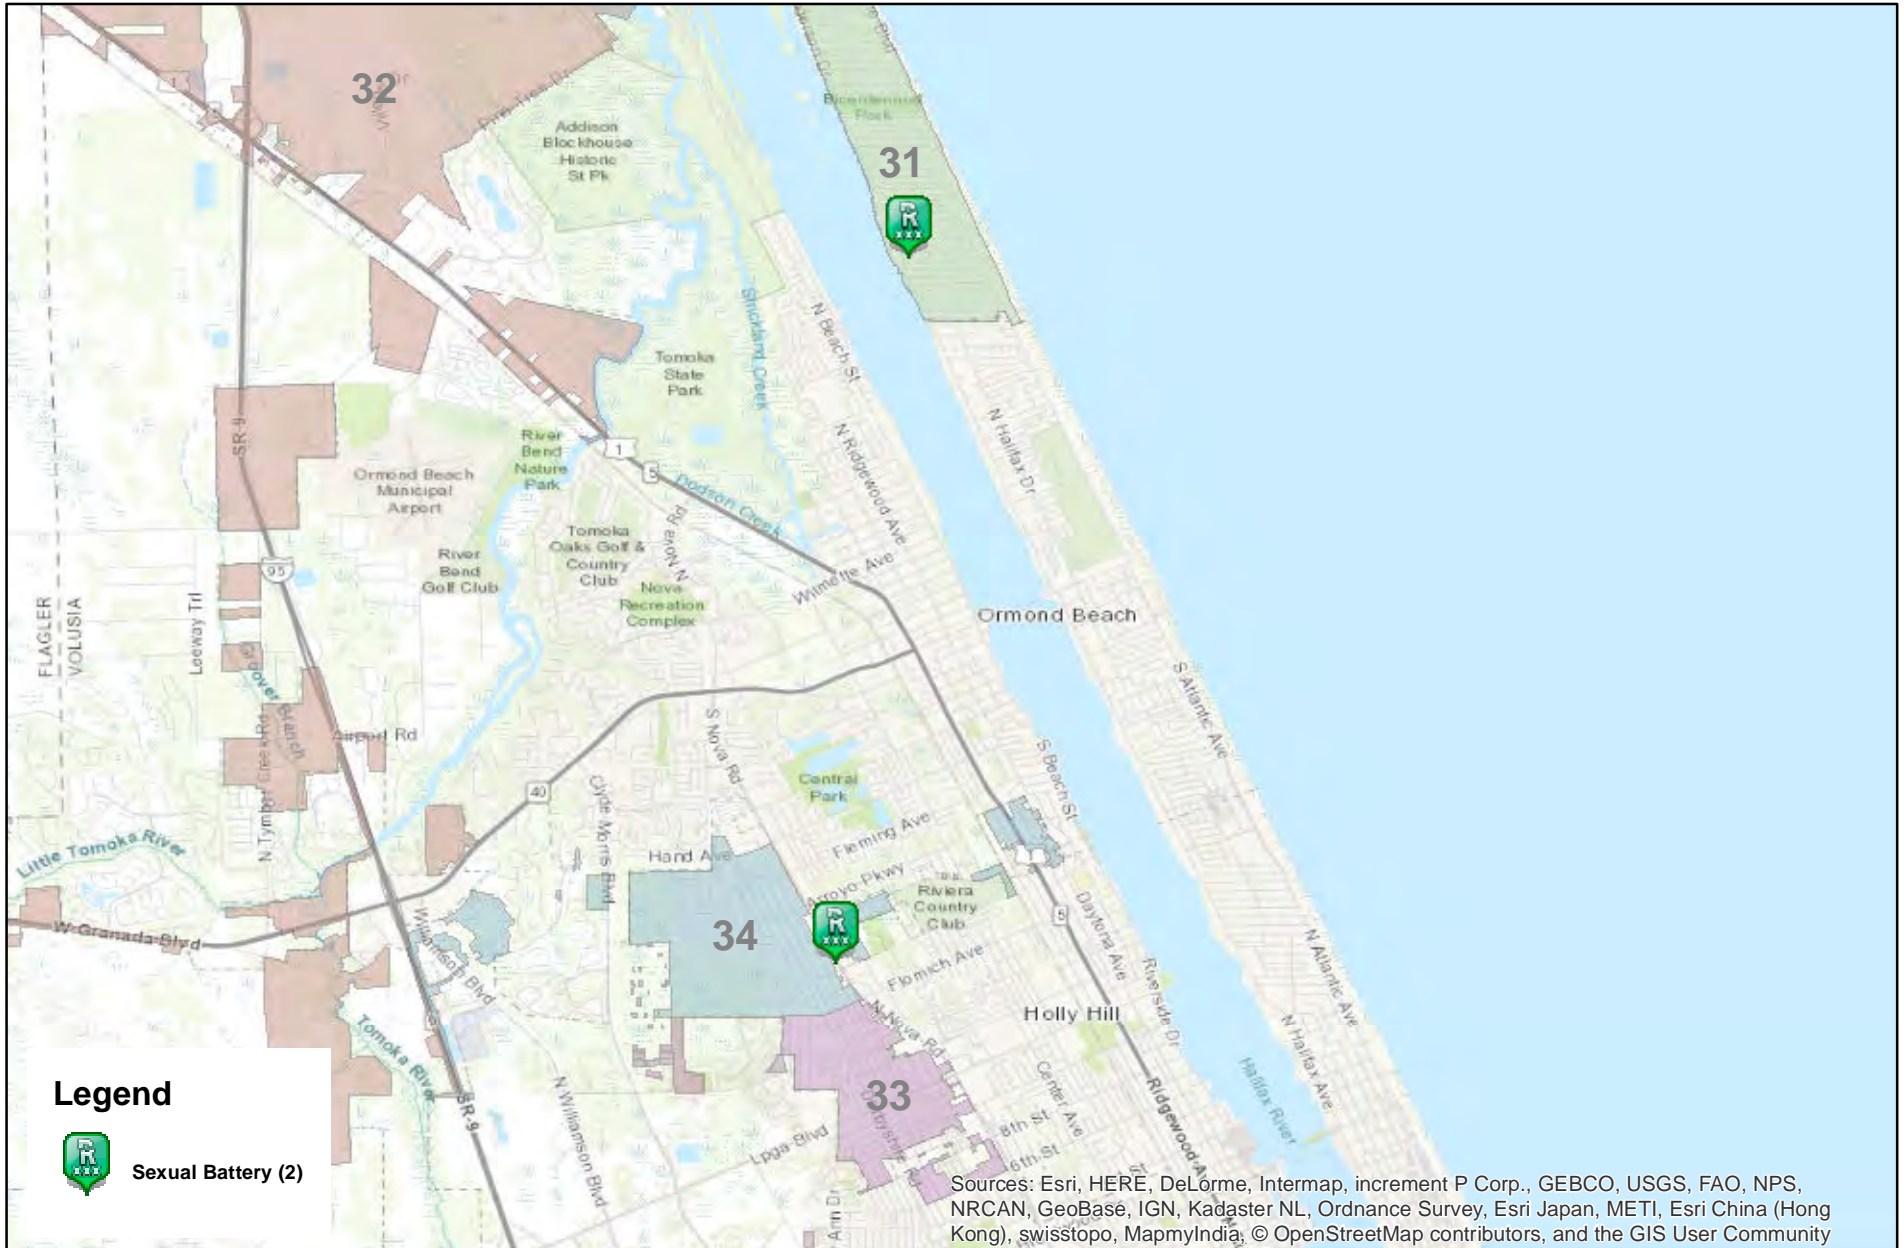 32
Pine Tree Dr
Addison
Blockhouse
Historic
St Pk
Bicentennial
Park
31
R
xxx
Strickland Creek
N Beach St
Tomoka
State
Park
SR-9
River
Bend
Nature
Park
1
5
N Halifax Dr
Ormond Beach
Municipal
Airport
Dodson Creek
N Ridgewood Ave
Tomoka
Oaks Golf &
Country
Club
N Nova Rd
River
Bend
Golf Club
95
Nova
Recreation
Complex
Wilmette Ave
FLAGLER
VOLUSIA
Leeway Trl
Ormond Beach
S Atlantic Ave
Airport Rd
N Tymber Creek Rd
S Nova Rd
S Beach St
Central
Park
40
Clyde Morris Blvd
Little Tomoka River
Fleming Ave
Hand Ave
Arroyo Pkwy
Riviera
Country
Club
Daytona Ave
5
W Granada Blvd
Williamson Blvd
34
R
xxx
Flomich Ave
N Atlantic Ave
Riverside Dr
Holly Hill
N Nova Rd
N Halifax Ave
Tomoka River
SR-9
N Williamson Blvd
33
Center Ave
Halifax River
8th St
6th St
Lpga Blvd
Legend
R
xxx
Sexual Battery (2)
Sources: Esri, HERE, DeLorme, Intermap, increment P Corp., GEBCO, USGS, FAO, NPS,
NRCAN, GeoBase, IGN, Kadaster NL, Ordnance Survey, Esri Japan, METI, Esri China (Hong
Kong), swisstopo, MapmyIndia, © OpenStreetMap contributors, and the GIS User Community